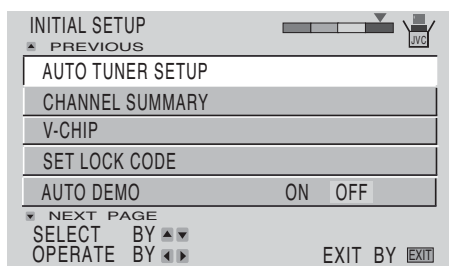 INITIAL SETUP
JVC
PREVIOUS
AUTO TUNER SETUP
CHANNEL SUMMARY
V-CHIP
SET LOCK CODE
AUTO DEMO ON OFF
NEXT PAGE
SELECT BY
OPERATE BY
EXIT BY EXIT